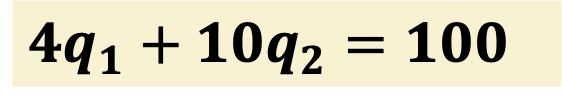 4q₁ + 10q₂ = 100